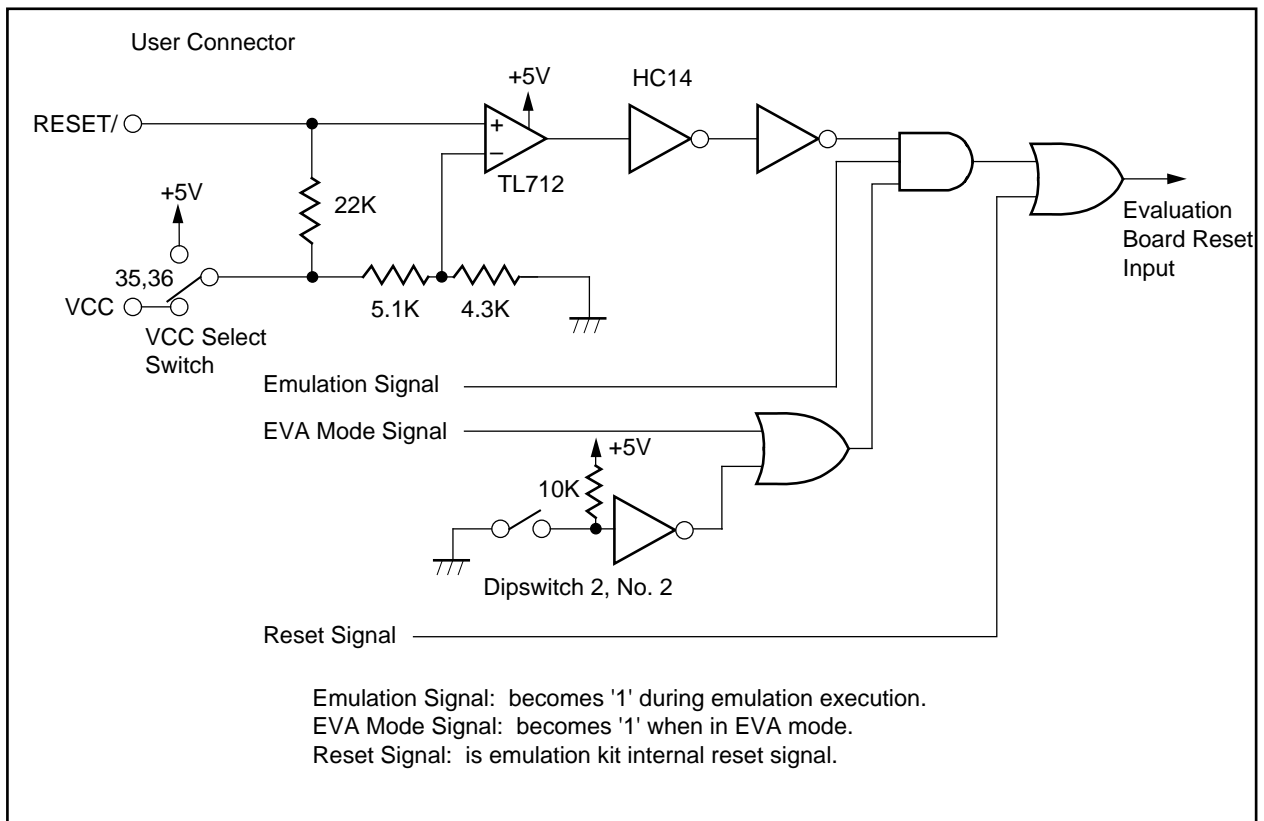 User Connector
+5V
HC14
RESET/
+
−
TL712
+5V
22K
35,36
VCC
5.1K
4.3K
VCC Select
Switch
Evaluation
Board Reset
Input
Emulation Signal
EVA Mode Signal
+5V
10K
Dipswitch 2, No. 2
Reset Signal
Emulation Signal:  becomes '1' during emulation execution.
EVA Mode Signal:  becomes '1' when in EVA mode.
Reset Signal:  is emulation kit internal reset signal.